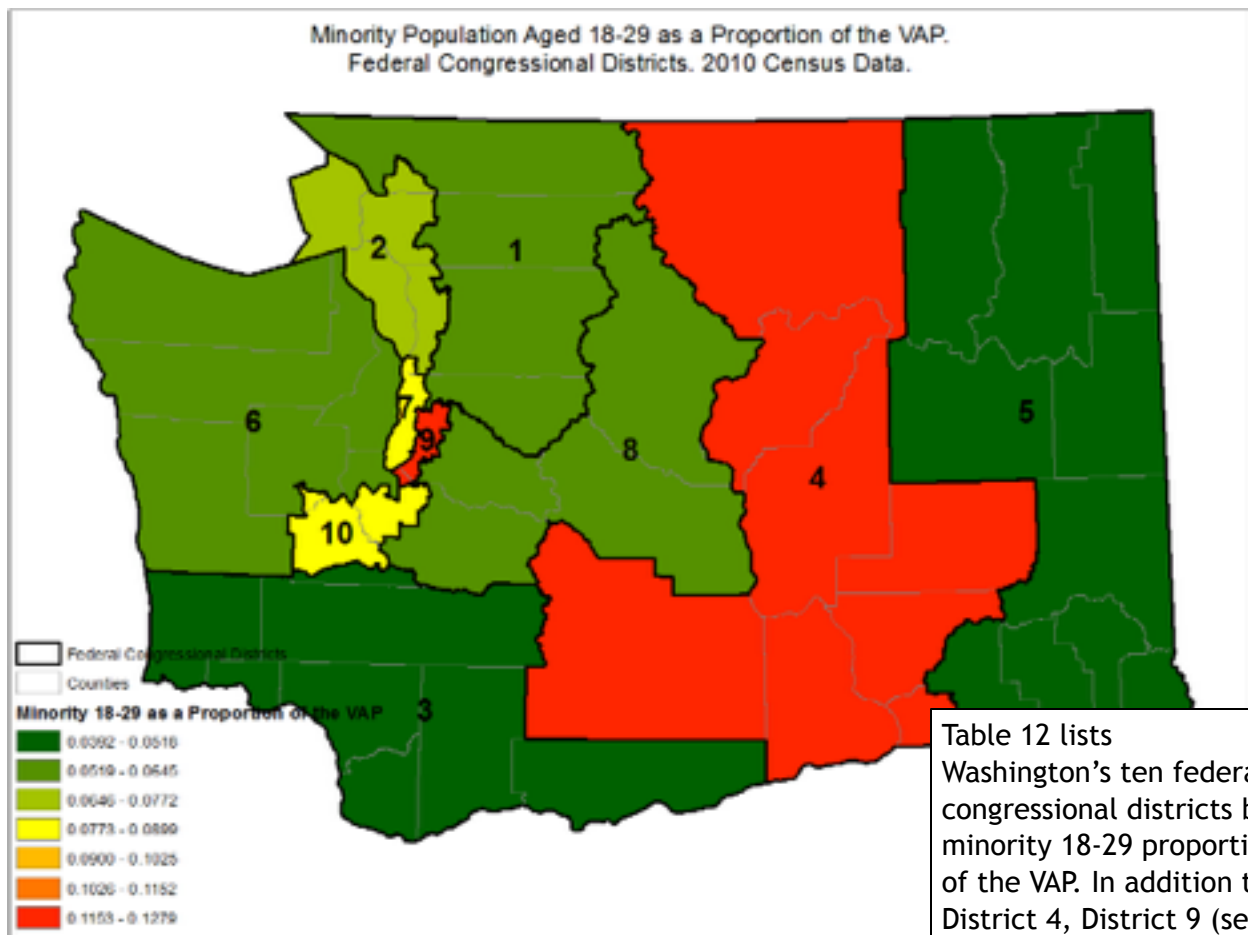 Minority Population Aged 18-29 as a Proportion of the VAP.
Federal Congressional Districts. 2010 Census Data.
2
1
7
9
6
8
5
4
10
3
Federal Congressional Districts
Counties
Minority 18-29 as a Proportion of the VAP
0.0392 - 0.0518
0.0519 - 0.0645
0.0646 - 0.0772
0.0773 - 0.0899
0.0900 - 0.1025
0.1026 - 0.1152
0.1153 - 0.1279
Table 12 lists
Washington’s ten federa
congressional districts b
minority 18-29 proporti
of the VAP. In addition t
District 4, District 9 (se